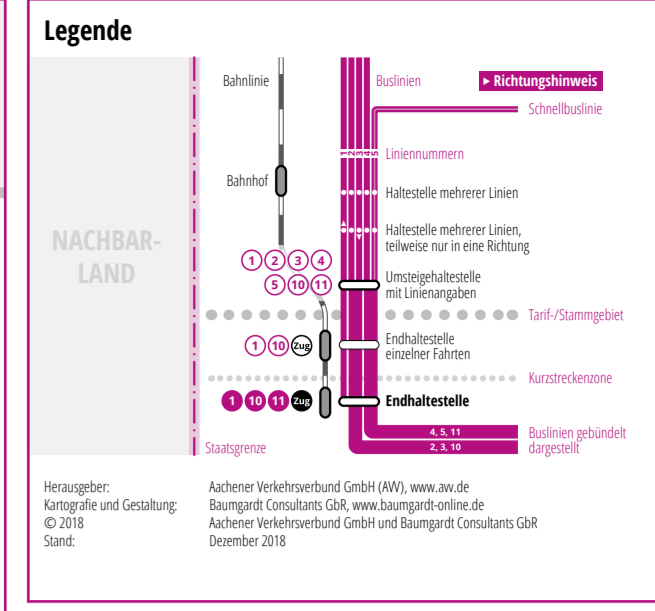 Legende
Bahnlinie
Buslinien
▸ Richtungshinweis
Schnellbuslinie
1 2 3 4 5
Liniennummern
Bahnhof
Haltestelle mehrerer Linien
NACHBAR-
LAND
Haltestelle mehrerer Linien,
teilweise nur in eine Richtung
1 2 3 4
5 10 11
Umsteigehaltestelle
mit Linienangaben
Tarif-/Stammgebiet
1 10 Zug
Endhaltestelle
einzelner Fahrten
Kurzstreckenzone
1 10 11 Zug
Endhaltestelle
4, 5, 11
2, 3, 10
Buslinien gebündelt
dargestellt
Staatsgrenze
Herausgeber: Aachener Verkehrsverbund GmbH (AVV), www.avv.de
Kartografie und Gestaltung: Baumgardt Consultants GbR, www.baumgardt-online.de
© 2018 Aachener Verkehrsverbund GmbH und Baumgardt Consultants GbR
Stand: Dezember 2018